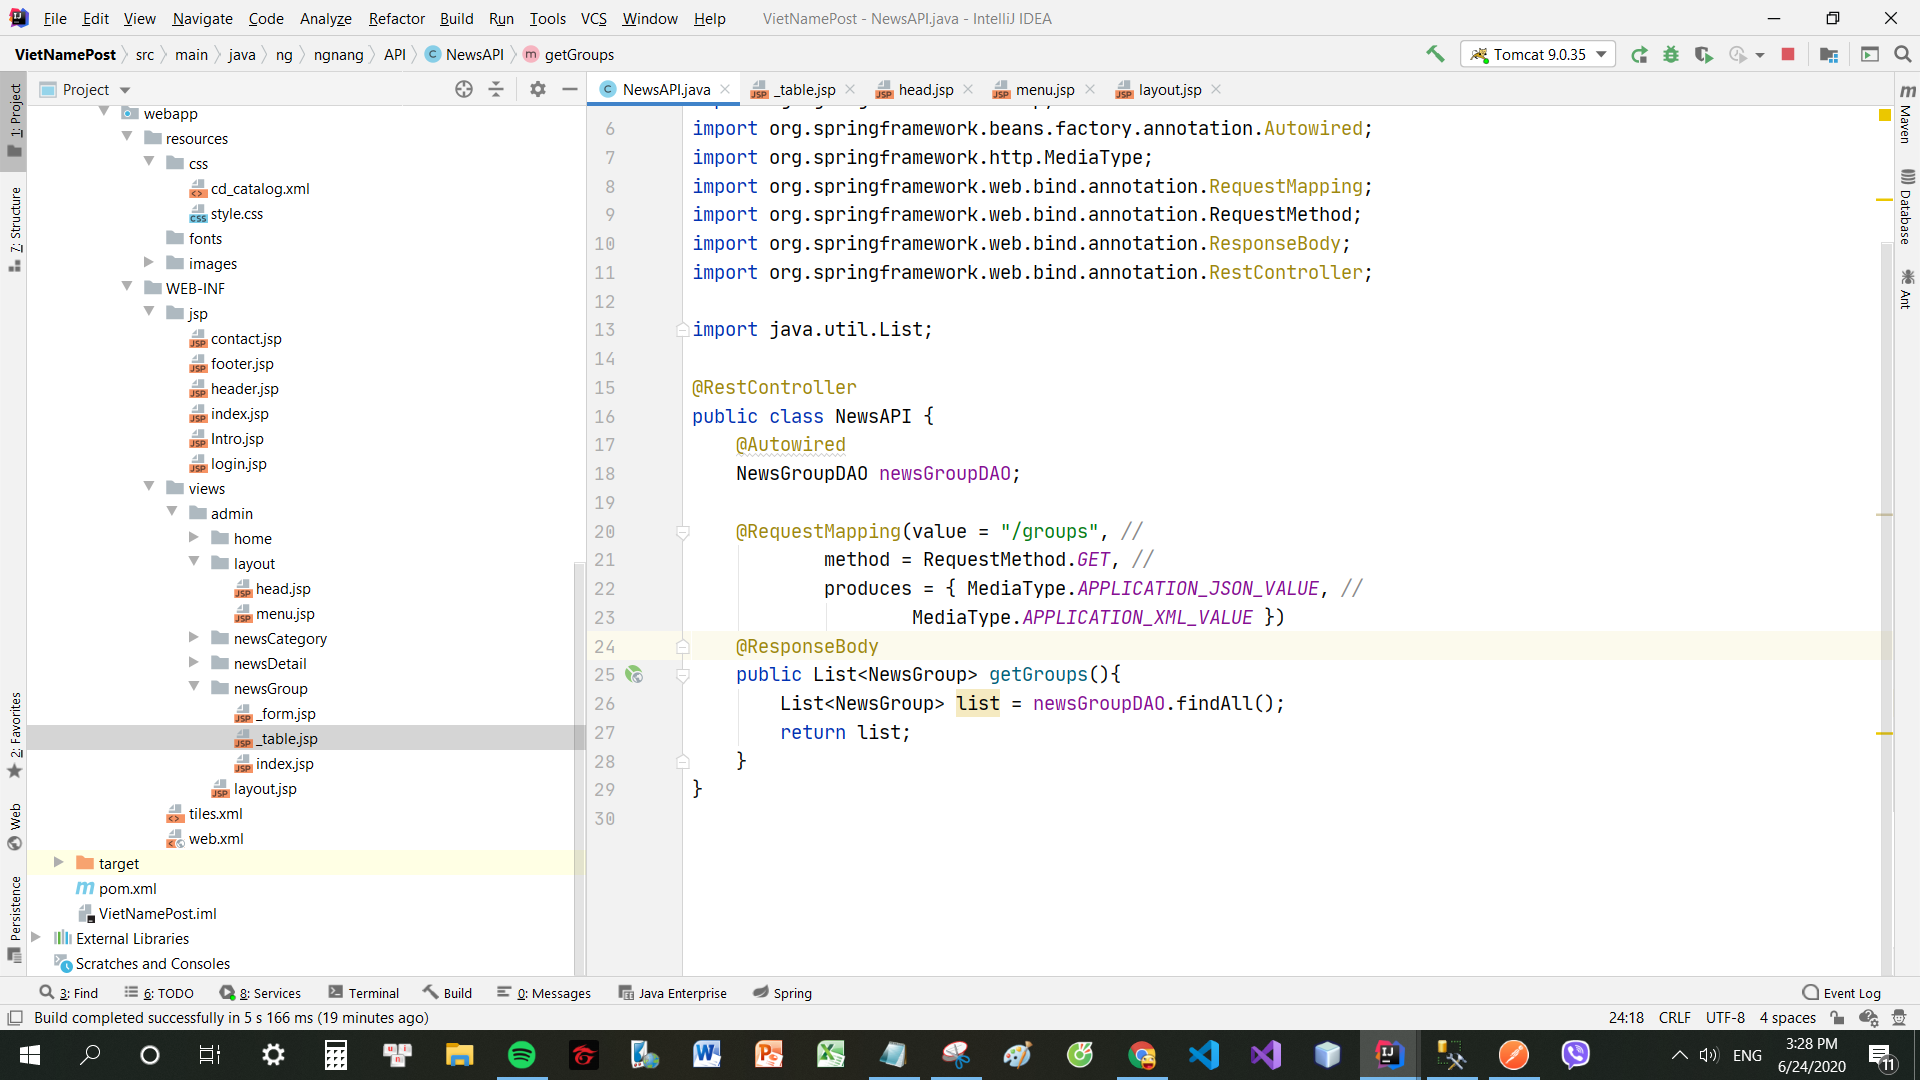 File Edit View Navigate Code Analyze Refactor Build Run Tools VCS Window Help VietNamePost - NewsAPI.java - IntelliJ IDEA
VietNamePost src main java ng ngnang API NewsAPI getGroups Tomcat 9.0.35
Project
NewsAPI.java _table.jsp head.jsp menu.jsp layout.jsp
1: Project
7: Structure
2: Favorites
Web
Persistence
webapp
resources
css
cd_catalog.xml
style.css
fonts
images
WEB-INF
jsp
contact.jsp
footer.jsp
header.jsp
index.jsp
Intro.jsp
login.jsp
views
admin
home
layout
head.jsp
menu.jsp
newsCategory
newsDetail
newsGroup
_form.jsp
_table.jsp
index.jsp
layout.jsp
tiles.xml
web.xml
target
pom.xml
VietNamePost.iml
External Libraries
Scratches and Consoles
6 import org.springframework.beans.factory.annotation.Autowired;
7 import org.springframework.http.MediaType;
8 import org.springframework.web.bind.annotation.RequestMapping;
9 import org.springframework.web.bind.annotation.RequestMethod;
10 import org.springframework.web.bind.annotation.ResponseBody;
11 import org.springframework.web.bind.annotation.RestController;
12
13 import java.util.List;
14
15 @RestController
16 public class NewsAPI {
17 @Autowired
18 NewsGroupDAO newsGroupDAO;
19
20 @RequestMapping(value = "/groups", //
21 method = RequestMethod.GET, //
22 produces = { MediaType.APPLICATION_JSON_VALUE, //
23 MediaType.APPLICATION_XML_VALUE })
24 @ResponseBody
25 public List<NewsGroup> getGroups(){
26 List<NewsGroup> list = newsGroupDAO.findAll();
27 return list;
28 }
29 }
30
Maven
Database
Ant
3: Find 6: TODO 8: Services Terminal Build 0: Messages Java Enterprise Spring Event Log
Build completed successfully in 5 s 166 ms (19 minutes ago) 24:18 CRLF UTF-8 4 spaces
ENG
3:28 PM
6/24/2020
11